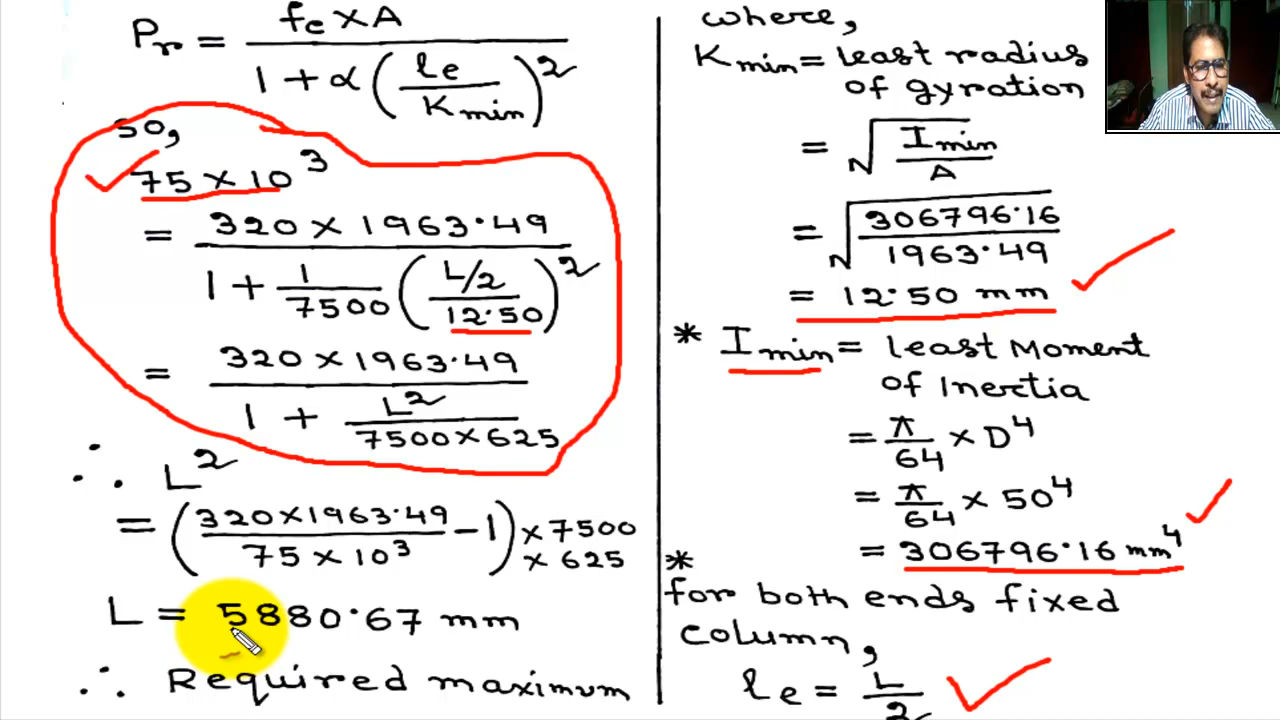 Pr = fc × A / 1 + α (le / Kmin)²
so,
75 × 10³
= 320 × 1963.49 / 1 + 1/7500 (L/2 / 12.50)²
= 320 × 1963.49 / 1 + L² / 7500 × 625
∴ L²
= (320 × 1963.49 / 75 × 10³ − 1) × 7500
× 625
L = 5880.67 mm
∴ Required maximum
where,
Kmin = least radius
of gyration
= √ Imin / A
= √ 306796.16 / 1963.49
= 12.50 mm
* Imin = least Moment
of Inertia
= π/64 × D⁴
= π/64 × 50⁴
= 306796.16 mm⁴
*
for both ends fixed
column,
le = L/2